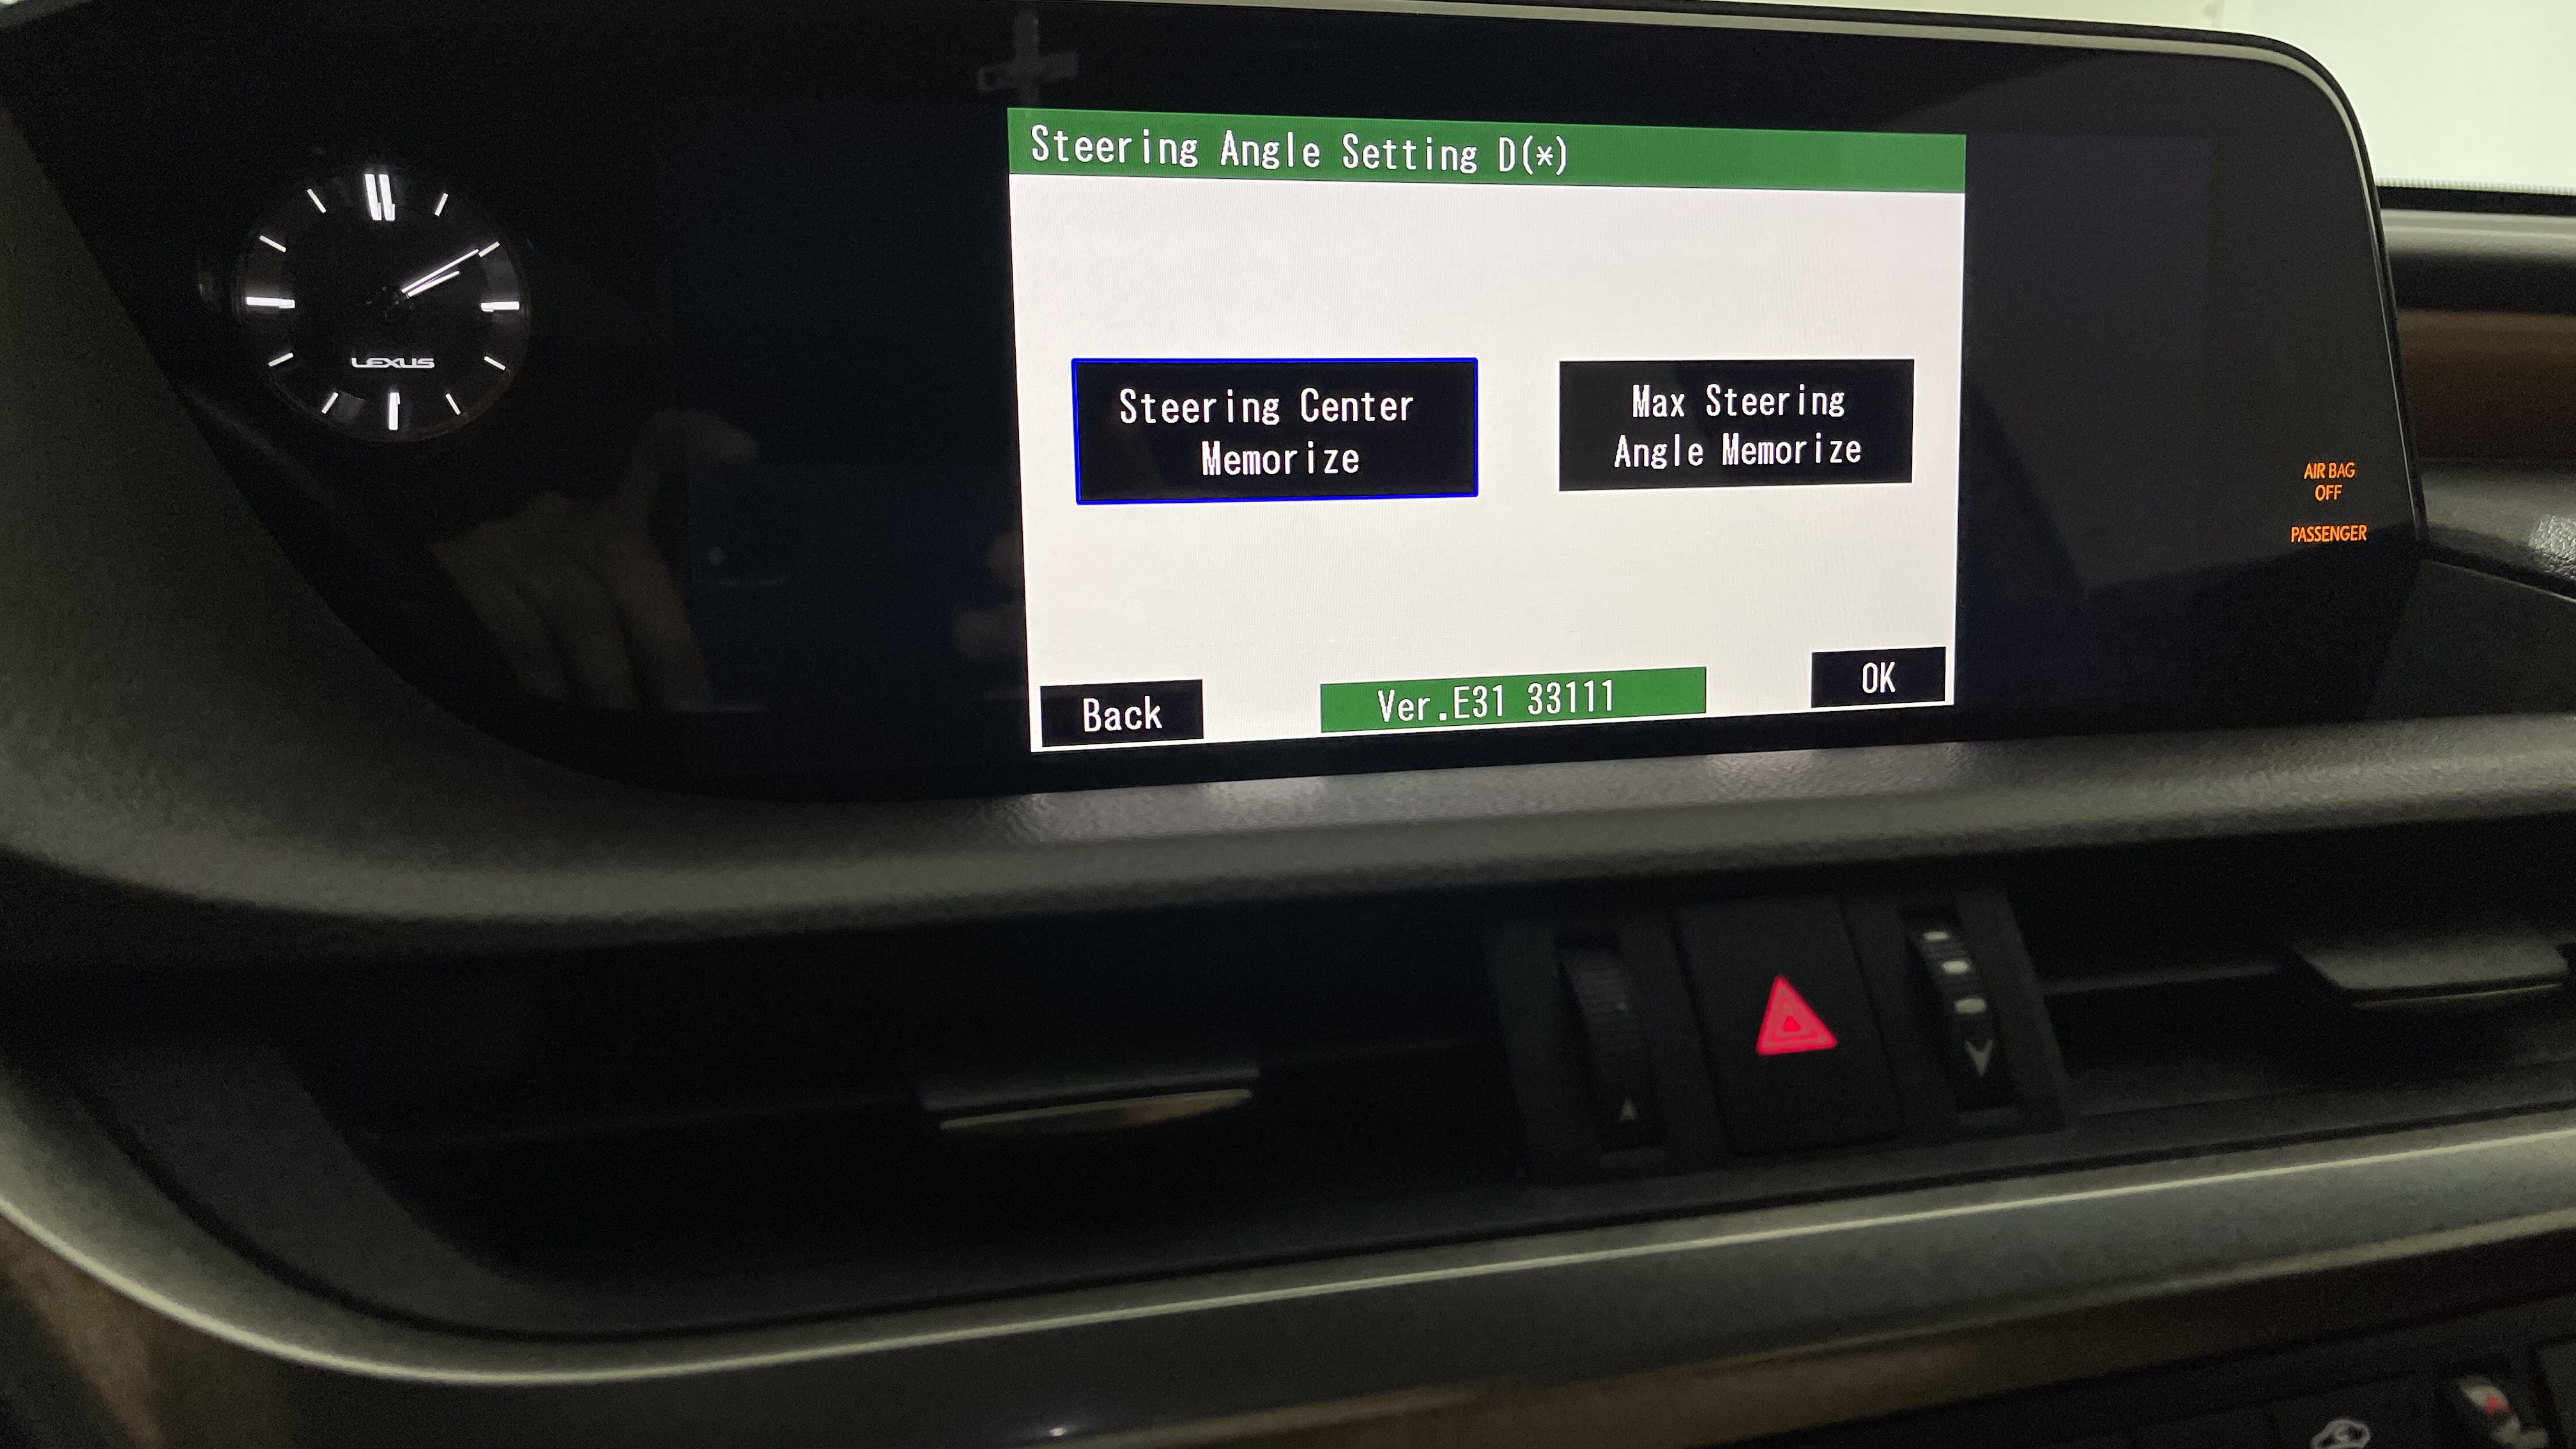 Steering Angle Setting D(*)
Steering Center
Memorize
Max Steering
Angle Memorize
Back
Ver.E31 33111
OK
LEXUS
AIR BAG
OFF
PASSENGER